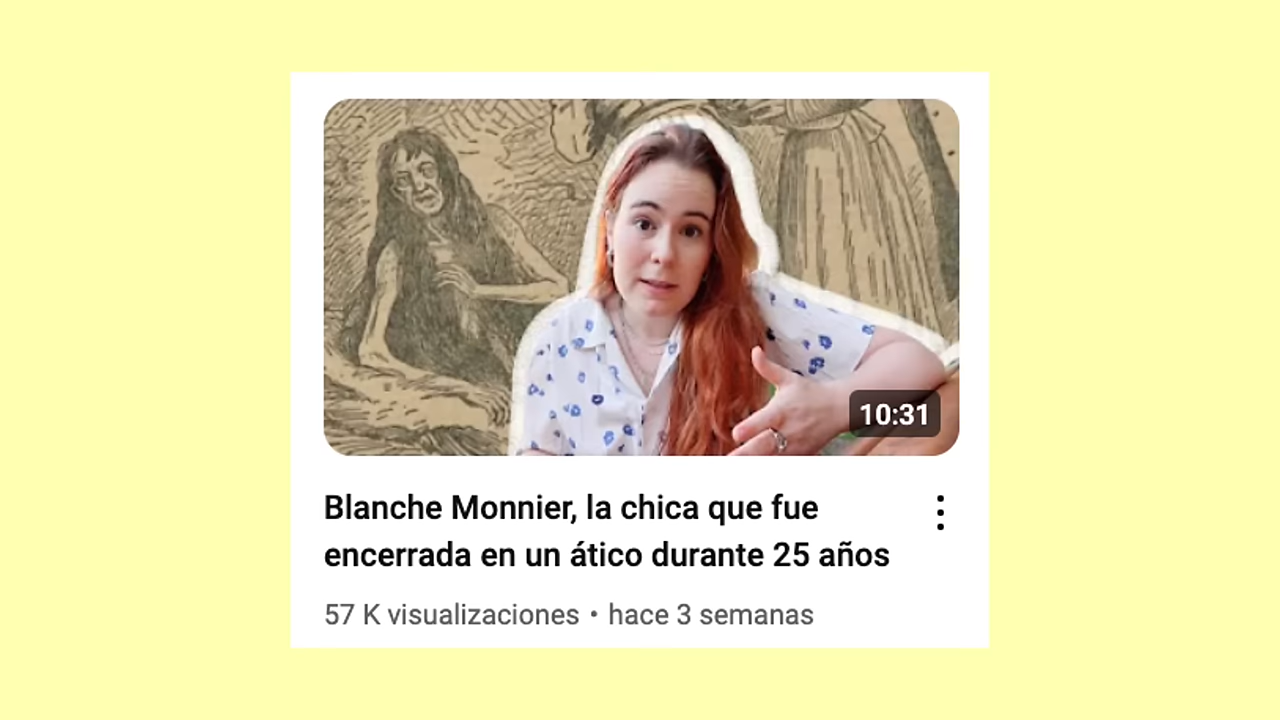 10:31
Blanche Monnier, la chica que fue
encerrada en un ático durante 25 años
57 K visualizaciones • hace 3 semanas